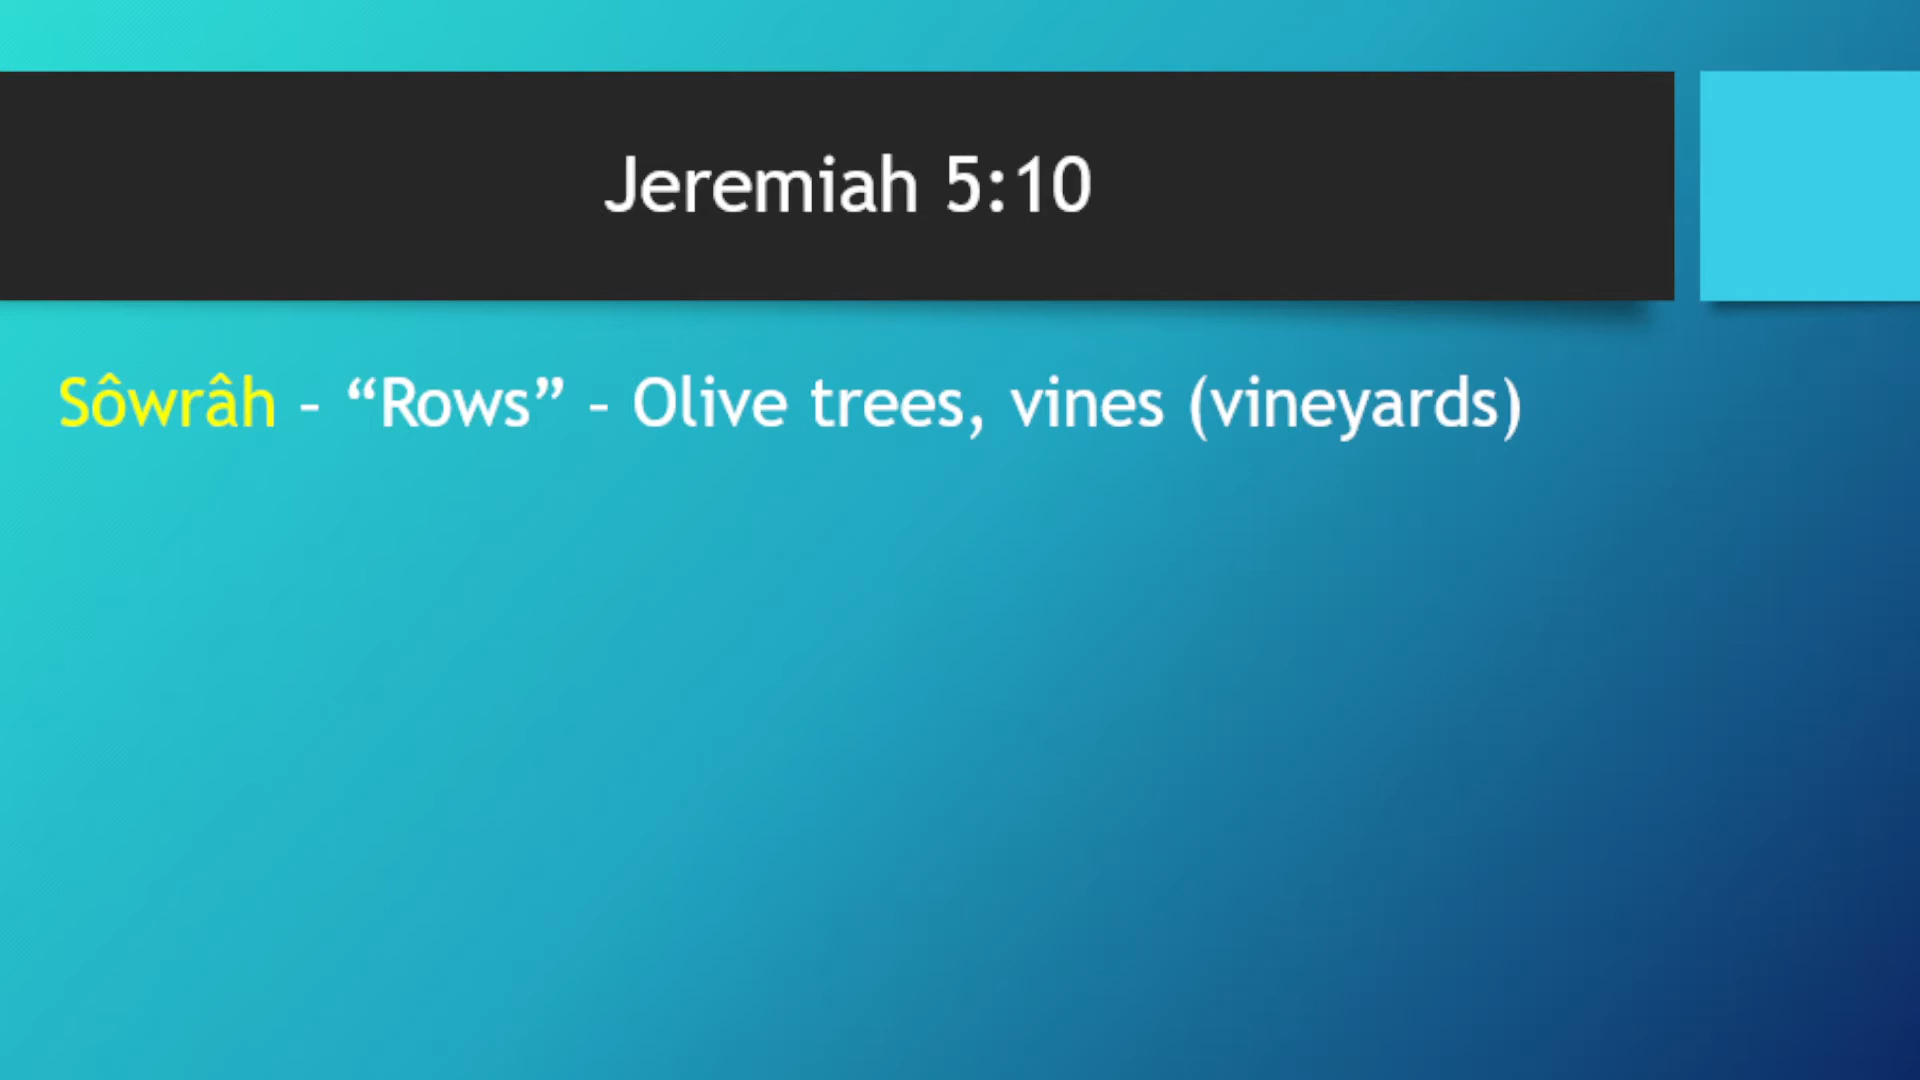 Jeremiah 5:10
Sôwrâh – “Rows” – Olive trees, vines (vineyards)